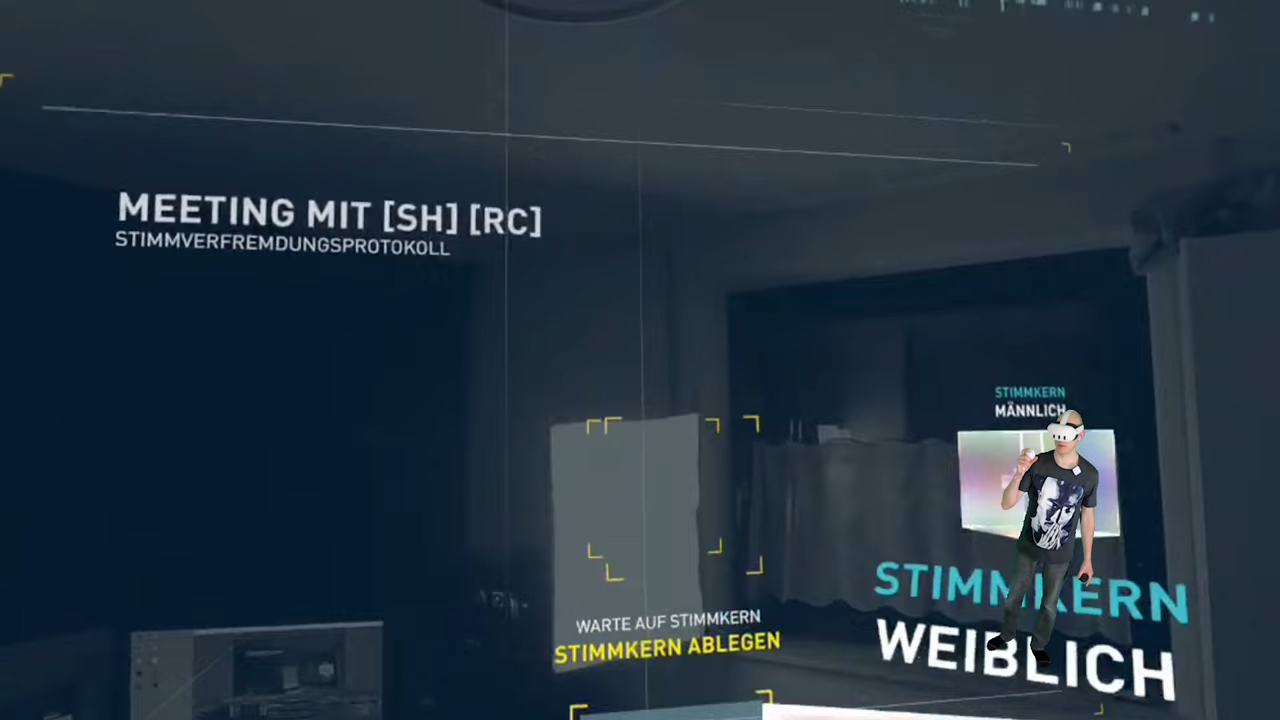 MEETING MIT [SH] [RC]
STIMMVERFREMDUNGSPROTOKOLL
STIMMKERN
MÄNNLICH
STIMMKERN
WEIBLICH
WARTE AUF STIMMKERN
STIMMKERN ABLEGEN